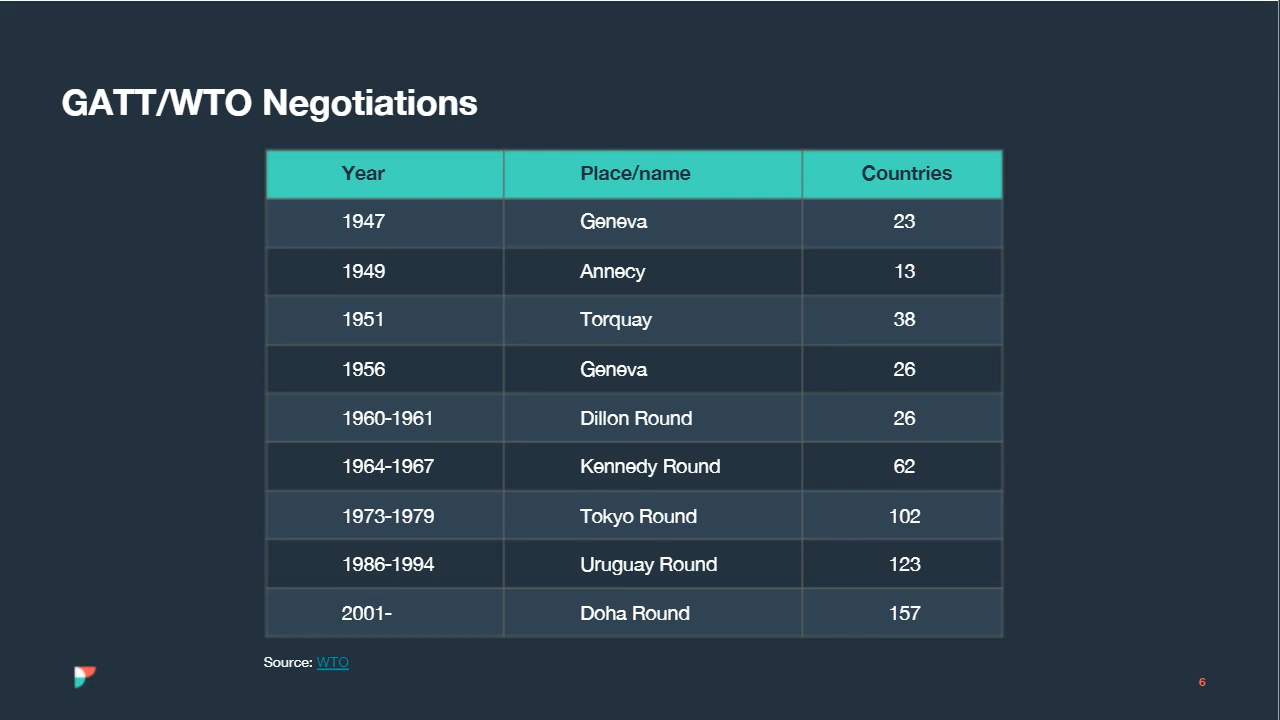 GATT/WTO Negotiations
Year Place/name Countries
1947 Geneva 23
1949 Annecy 13
1951 Torquay 38
1956 Geneva 26
1960-1961 Dillon Round 26
1964-1967 Kennedy Round 62
1973-1979 Tokyo Round 102
1986-1994 Uruguay Round 123
2001- Doha Round 157
Source: WTO
6